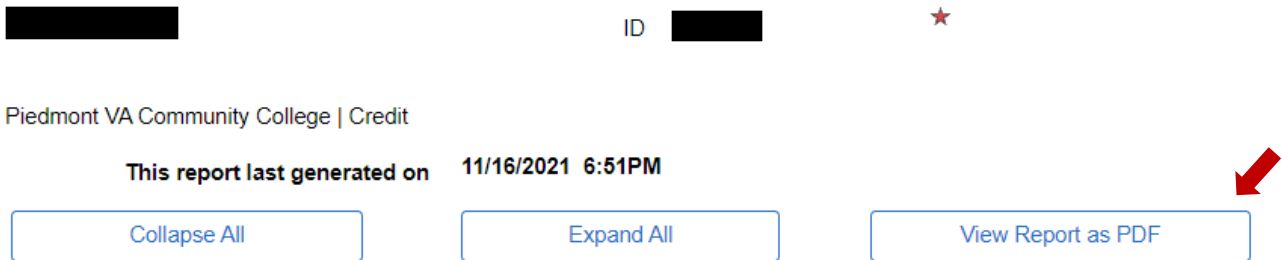 ID
Piedmont VA Community College | Credit
This report last generated on 11/16/2021 6:51PM
Collapse All Expand All View Report as PDF